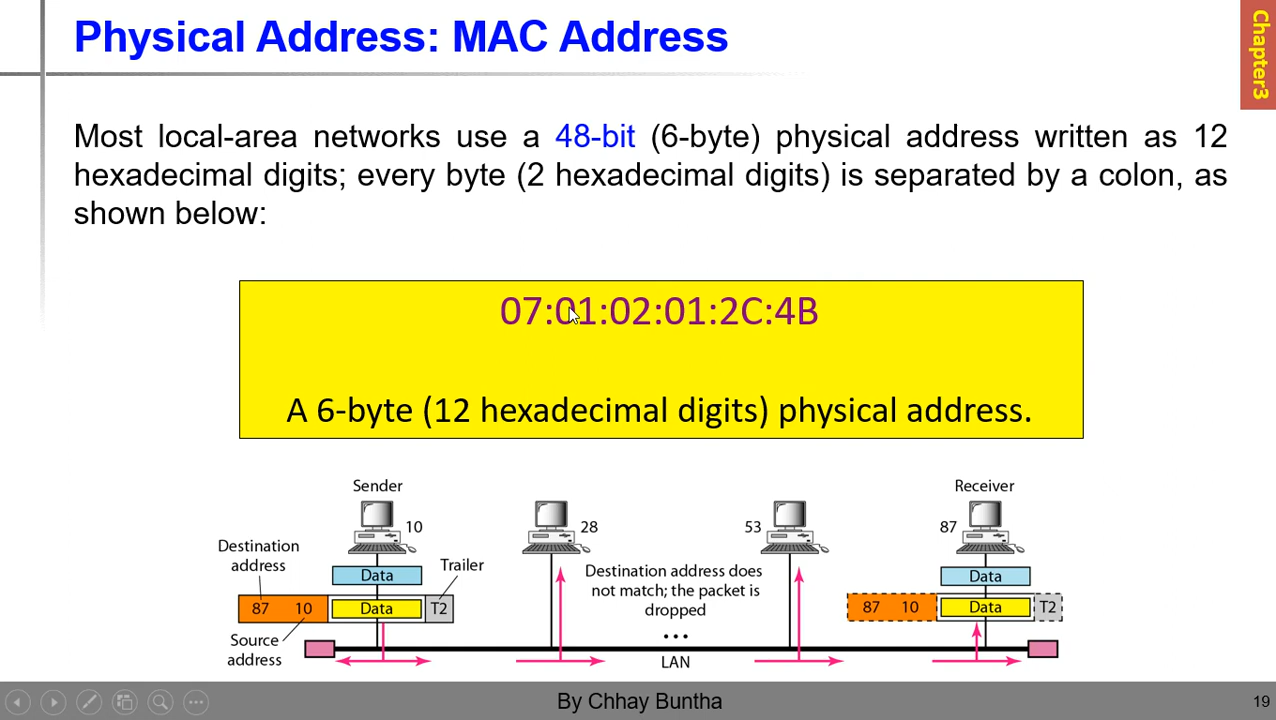 Physical Address: MAC Address
Chapter3
Most local-area networks use a 48-bit (6-byte) physical address written as 12
hexadecimal digits; every byte (2 hexadecimal digits) is separated by a colon, as
shown below:
07:01:02:01:2C:4B
A 6-byte (12 hexadecimal digits) physical address.
Sender
Receiver
10
28
53
87
Destination
address
Trailer
Data
Destination address does
not match; the packet is
dropped
Data
87 10 Data T2
87 10 Data T2
...
Source
address
LAN
By Chhay Buntha
19